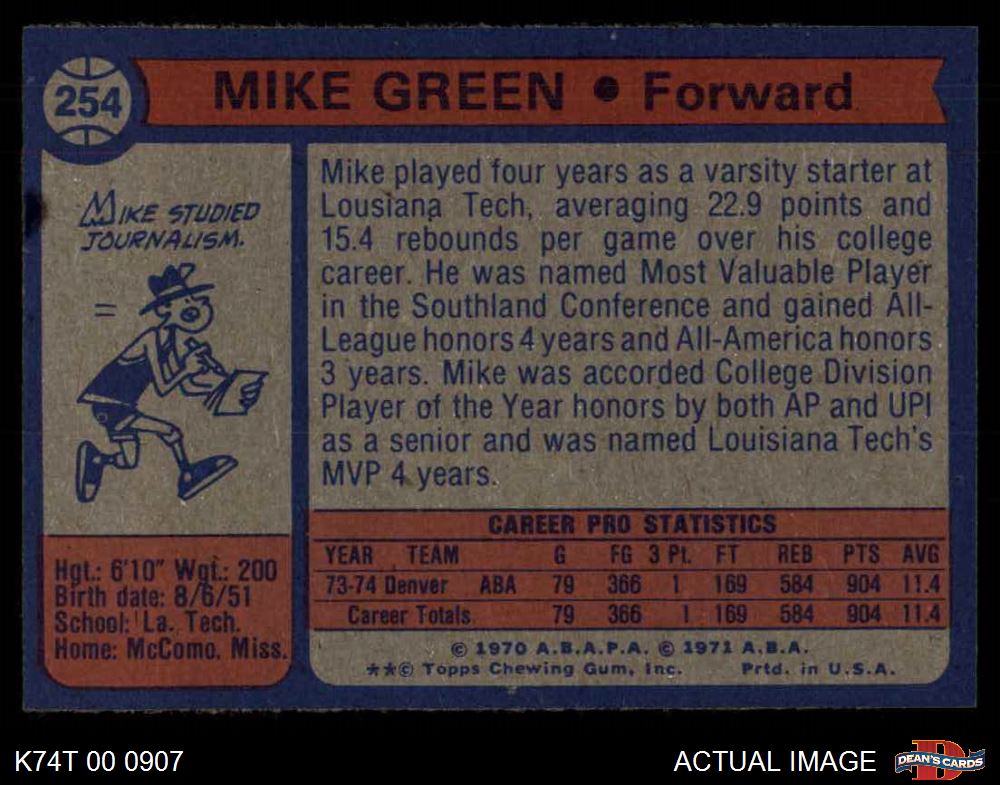 254
MIKE GREEN • Forward
MIKE STUDIED
JOURNALISM.
=
Hgt.: 6'10" Wgt.: 200
Birth date: 8/6/51
School: La. Tech.
Home: McComo, Miss.
Mike played four years as a varsity starter at
Lousiana Tech, averaging 22.9 points and
15.4 rebounds per game over his college
career. He was named Most Valuable Player
in the Southland Conference and gained All-
League honors 4 years and All-America honors
3 years. Mike was accorded College Division
Player of the Year honors by both AP and UPI
as a senior and was named Louisiana Tech's
MVP 4 years.
CAREER PRO STATISTICS
YEAR TEAM G FG 3 Pt. FT REB PTS AVG
73-74 Denver ABA 79 366 1 169 584 904 11.4
Career Totals 79 366 1 169 584 904 11.4
© 1970 A.B.A.P.A. © 1971 A.B.A.
**© Topps Chewing Gum, Inc. Prtd. in U.S.A.
K74T 00 0907
ACTUAL IMAGE
D
DEAN'S CARDS